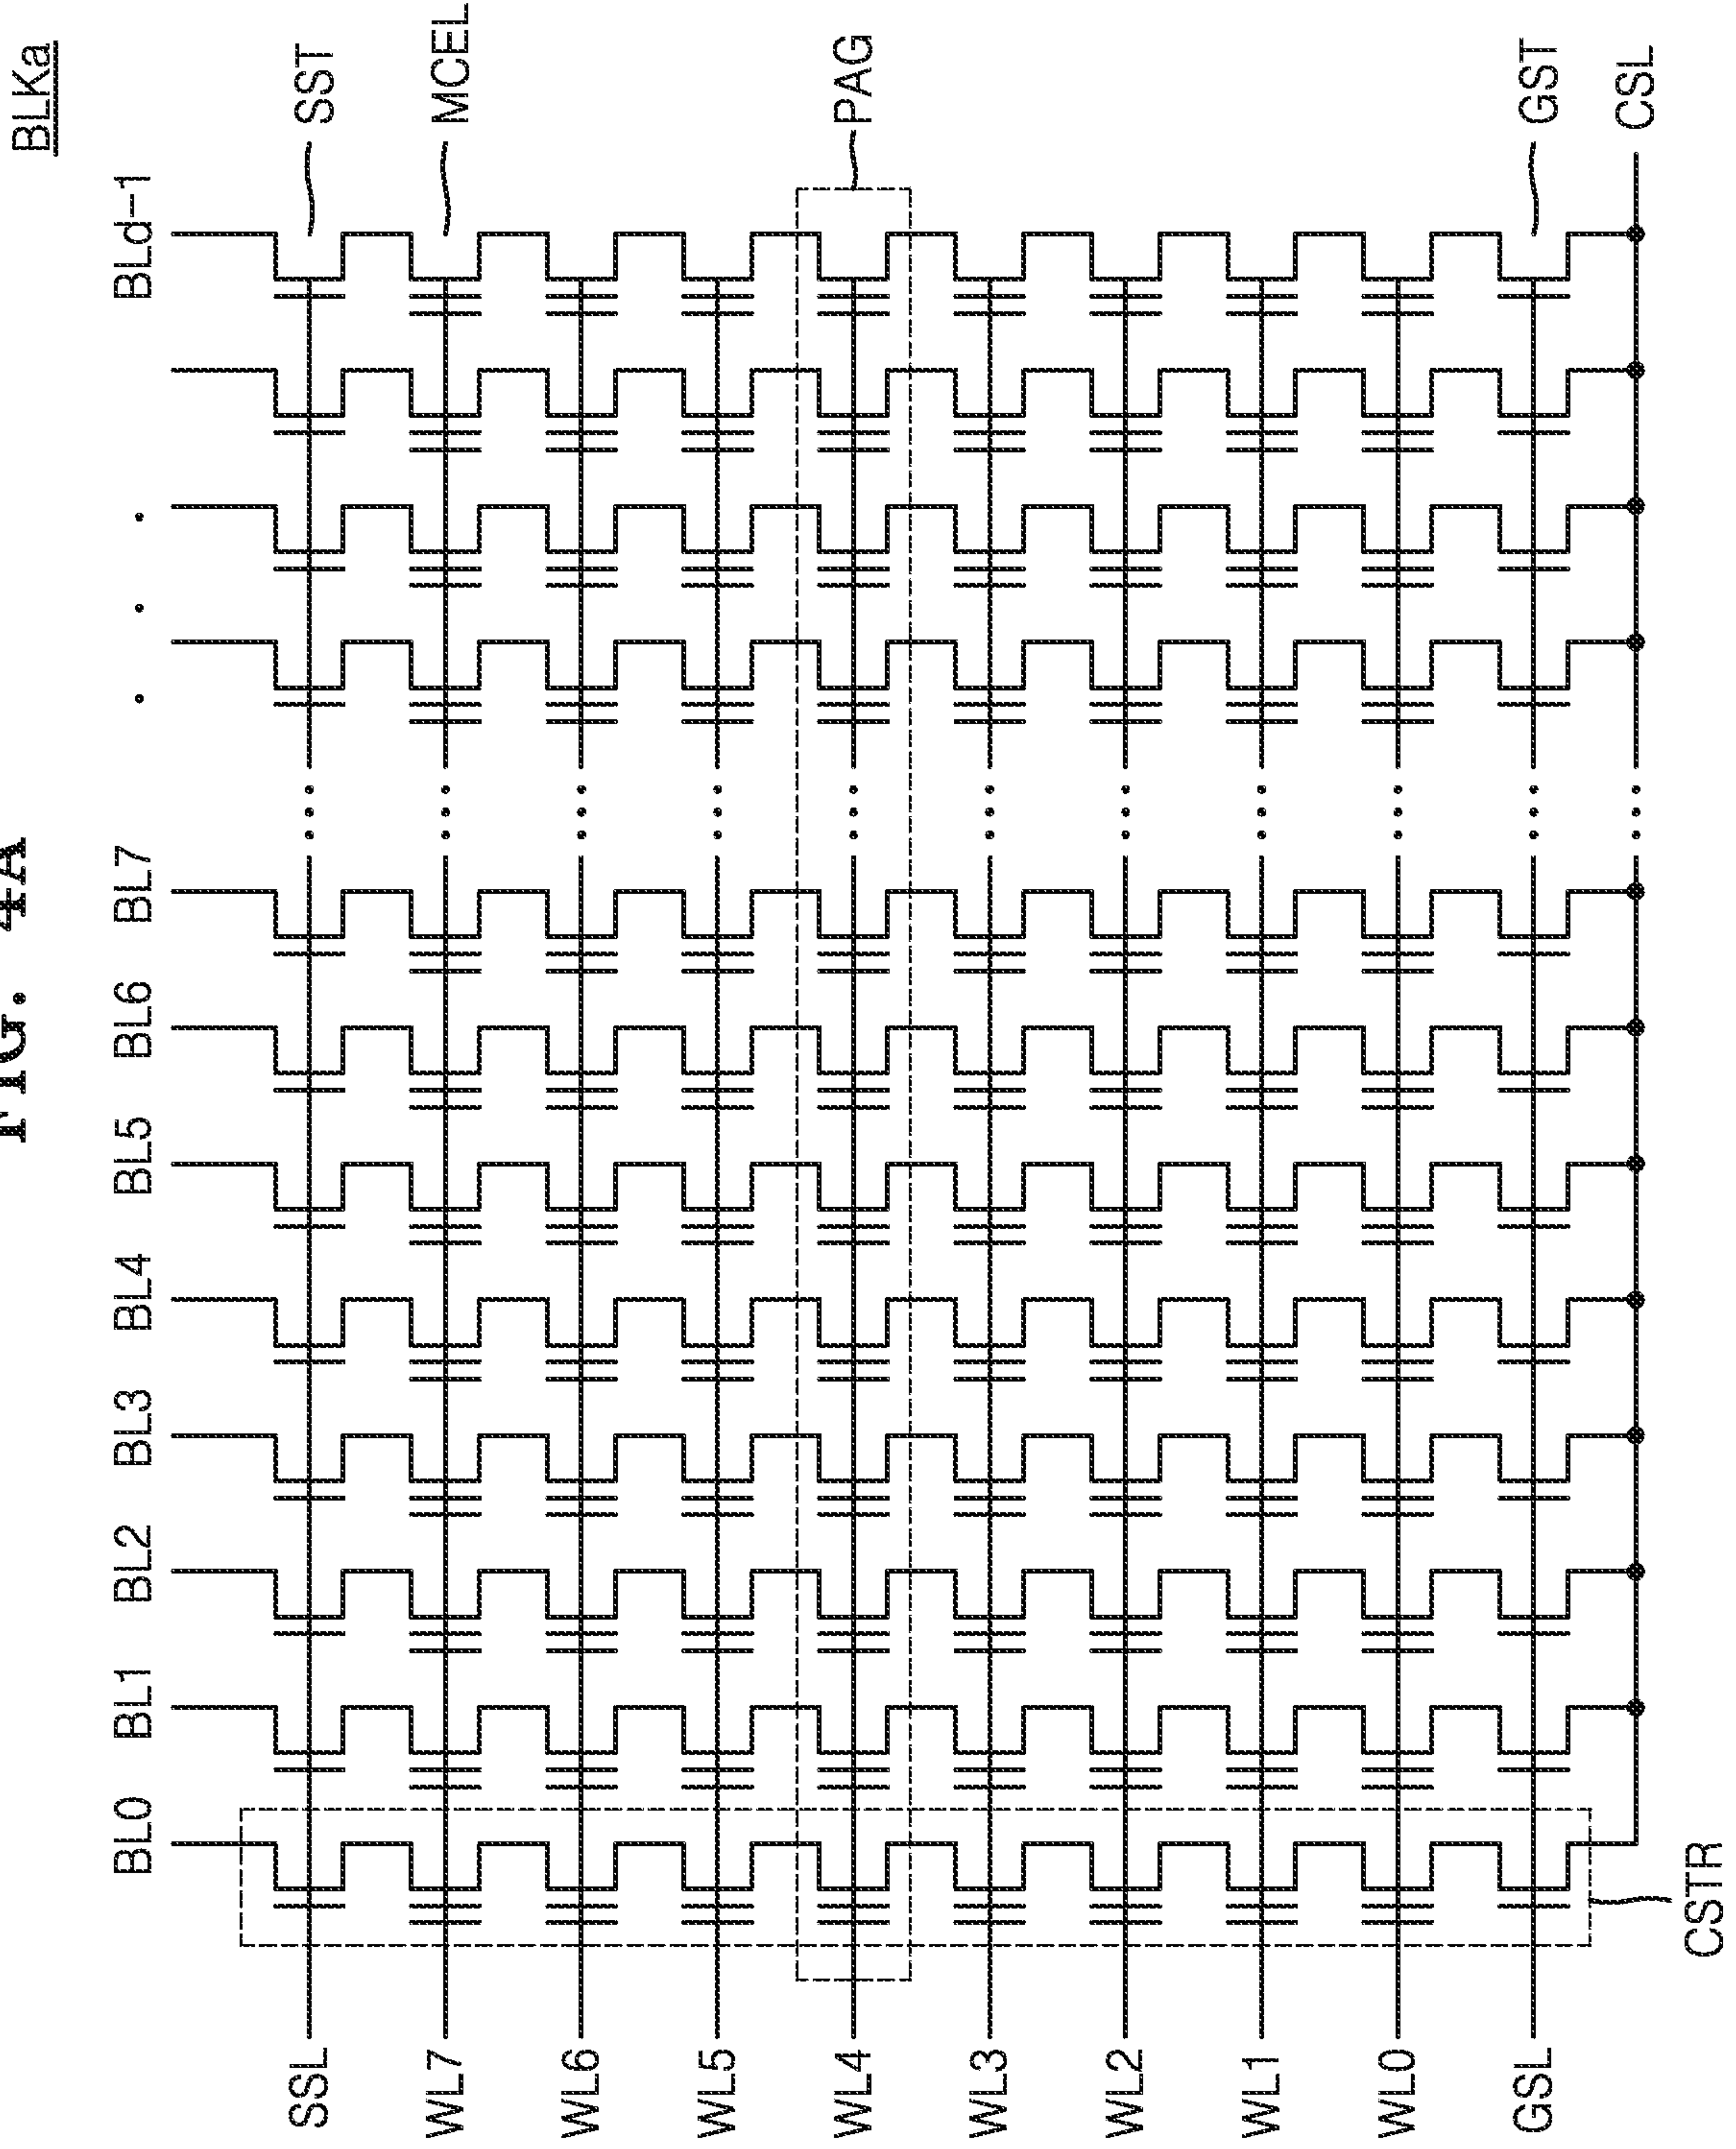 FIG. 4A
BLKa
BL0 BL1 BL2 BL3 BL4 BL5 BL6 BL7 . . . BLd-1
SSL
SST
WL7
MCEL
WL6
WL5
WL4
PAG
WL3
WL2
WL1
WL0
GSL
GST
CSL
CSTR